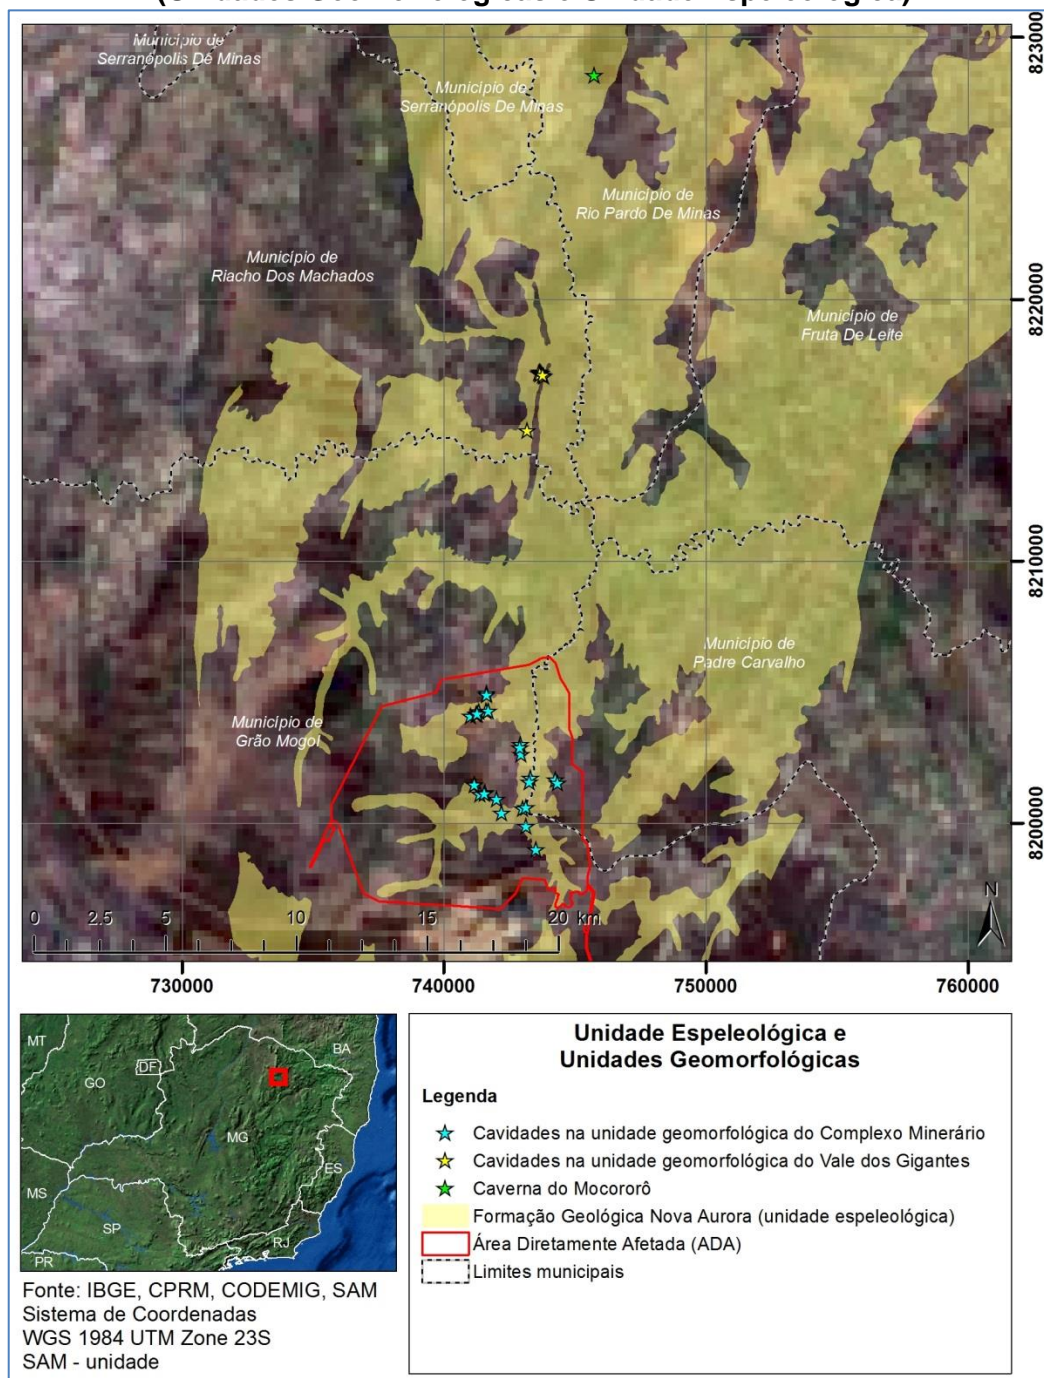 (Unidades Geomorfológicas e Unidade Espeleológica)
Município de
Serranópolis De Minas
Município de
Serranópolis De Minas
Município de
Rio Pardo De Minas
Município de
Riacho Dos Machados
Município de
Fruta De Leite
Município de
Padre Carvalho
Município de
Grão Mogol
823000
8220000
8210000
8200000
N
0 2.5 5 10 15 20 km
730000 740000 750000 760000
MT
GO
DF
BA
MG
ES
MS
SP
RJ
PR
Unidade Espeleológica e
Unidades Geomorfológicas
Legenda
Cavidades na unidade geomorfológica do Complexo Minerário
Cavidades na unidade geomorfológica do Vale dos Gigantes
Caverna do Mocororô
Formação Geológica Nova Aurora (unidade espeleológica)
Área Diretamente Afetada (ADA)
Limites municipais
Fonte: IBGE, CPRM, CODEMIG, SAM
Sistema de Coordenadas
WGS 1984 UTM Zone 23S
SAM - unidade